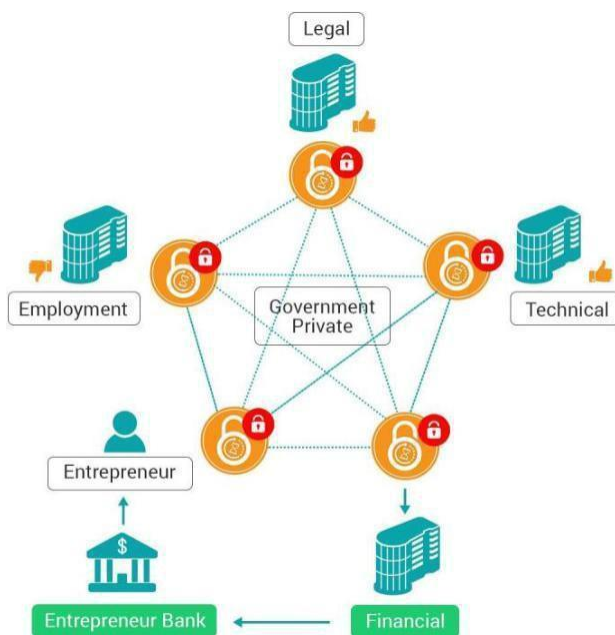 Legal
Employment
Government
Private
Technical
Entrepreneur
$
Entrepreneur Bank
Financial